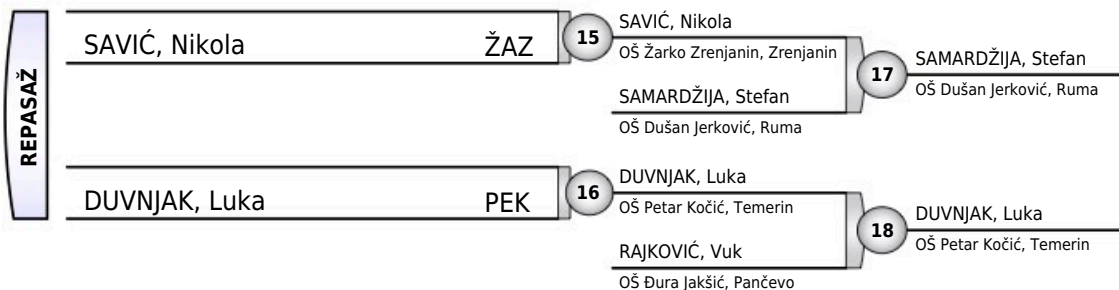 REPASAŽ
SAVIĆ, Nikola ŽAZ
15
SAVIĆ, Nikola
OŠ Žarko Zrenjanin, Zrenjanin
SAMARDŽIJA, Stefan
OŠ Dušan Jerković, Ruma
17
SAMARDŽIJA, Stefan
OŠ Dušan Jerković, Ruma
DUVNJAK, Luka PEK
16
DUVNJAK, Luka
OŠ Petar Kočić, Temerin
RAJKOVIĆ, Vuk
OŠ Đura Jakšić, Pančevo
18
DUVNJAK, Luka
OŠ Petar Kočić, Temerin